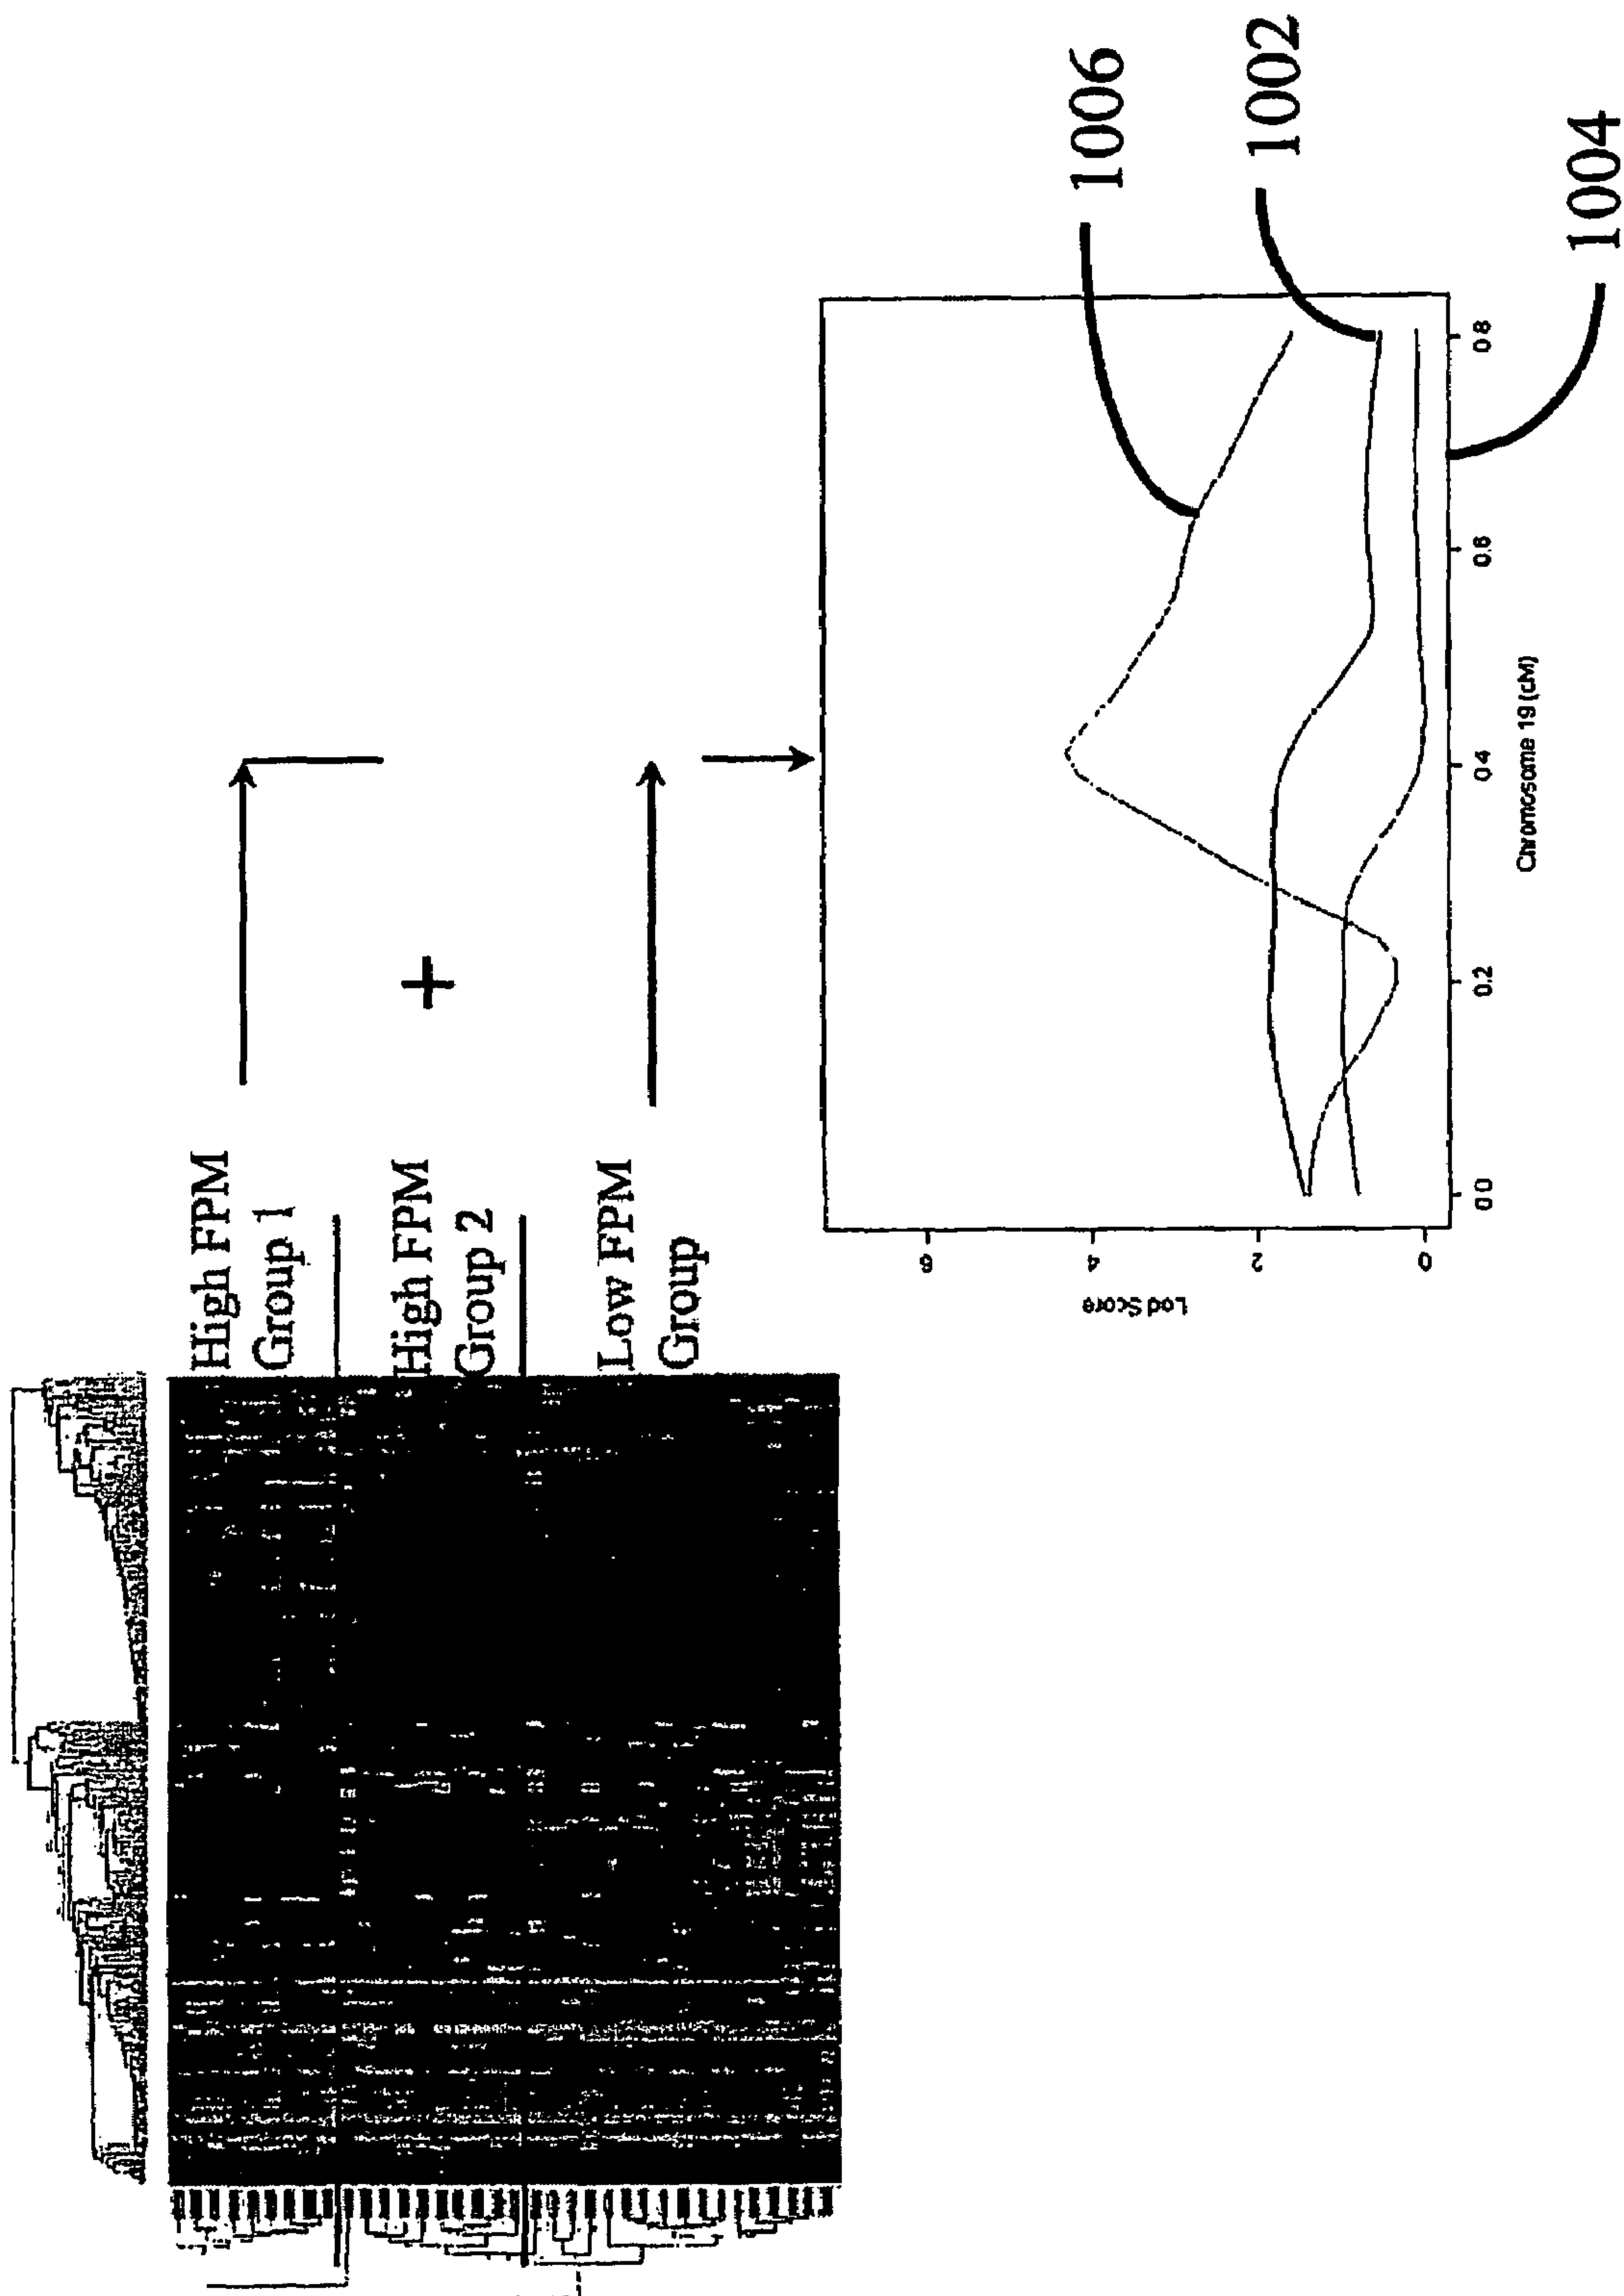 High FPM
Group 1
High FPM
Group 2
+
Low FPM
Group
1006
1002
1004
Lod Score
6
4
2
0
0.0
0.2
0.4
0.6
0.8
Chromosome 19 (cM)